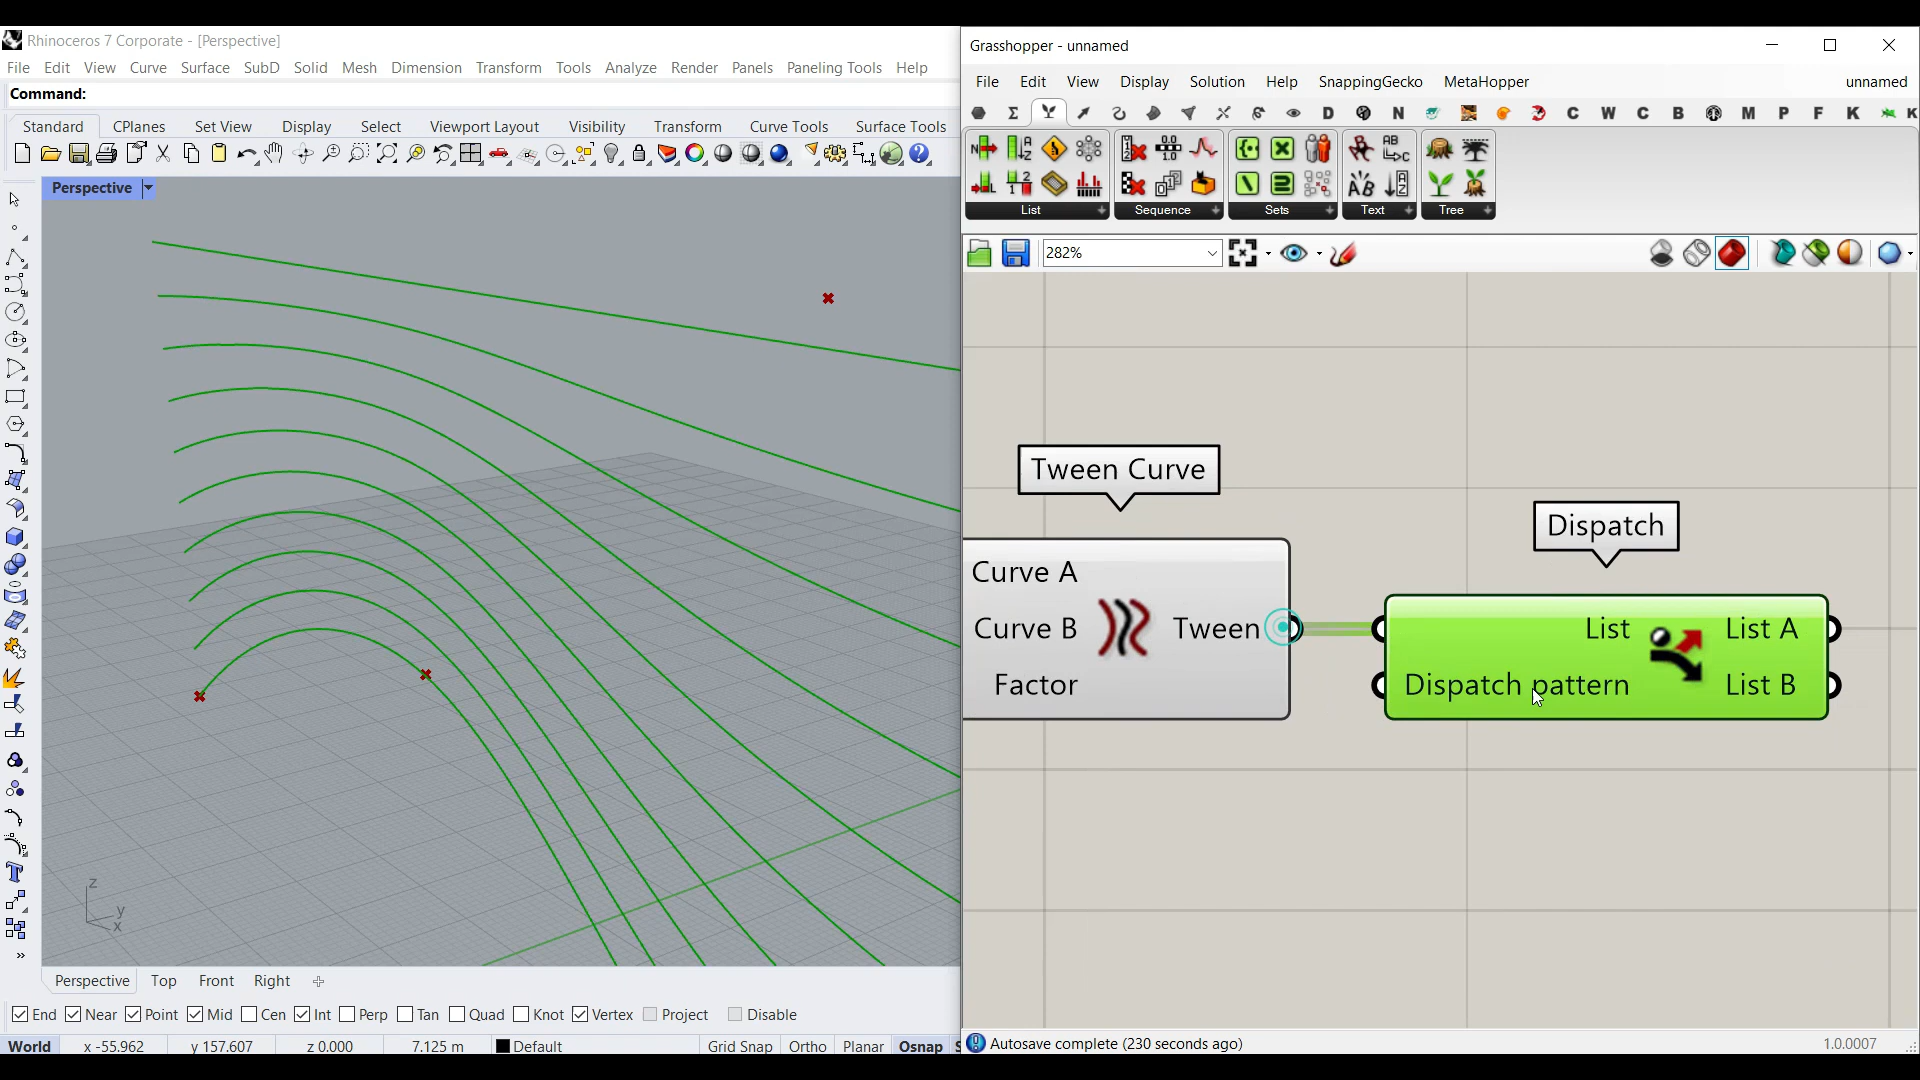 Rhinoceros 7 Corporate - [Perspective]
File Edit View Curve Surface SubD Solid Mesh Dimension Transform Tools Analyze Render Panels Paneling Tools Help
Command:
Standard CPlanes Set View Display Select Viewport Layout Visibility Transform Curve Tools Surface Tools
Perspective
z
y
x
Perspective Top Front Right
End Near Point Mid Cen Int Perp Tan Quad Knot Vertex Project Disable
World x -55.962 y 157.607 z 0.000 7.125 m Default Grid Snap Ortho Planar Osnap S
Grasshopper - unnamed
File Edit View Display Solution Help SnappingGecko MetaHopper unnamed
D N C W C B M P F K K
List Sequence Sets Text Tree
282%
Tween Curve
Dispatch
Curve A
Curve B Tween
Factor
List List A
Dispatch pattern List B
Autosave complete (230 seconds ago) 1.0.0007